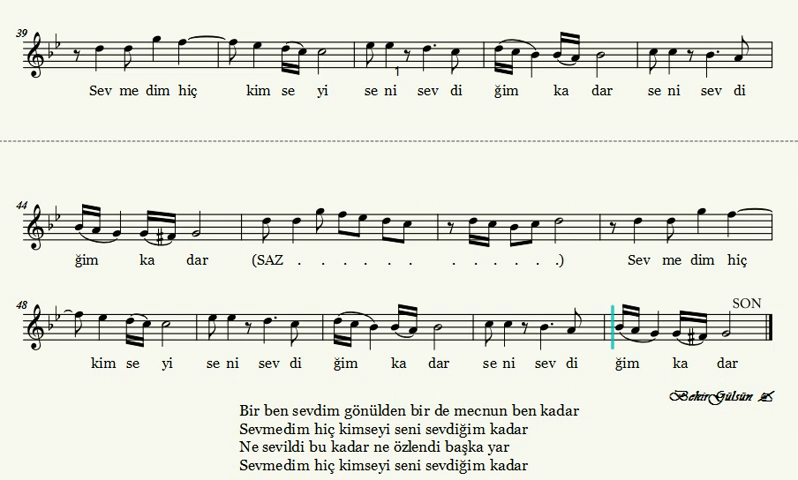 39
Sev me dim hiç kim se yi se ni sev di ğim ka dar se ni sev di
1
44
ğim ka dar (SAZ . . . . . . . . . . .) Sev me dim hiç
48
SON
kim se yi se ni sev di ğim ka dar se ni sev di ğim ka dar
Bekir Gülsün
Bir ben sevdim gönülden bir de mecnun ben kadar
Sevmedim hiç kimseyi seni sevdiğim kadar
Ne sevildi bu kadar ne özlendi başka yar
Sevmedim hiç kimseyi seni sevdiğim kadar